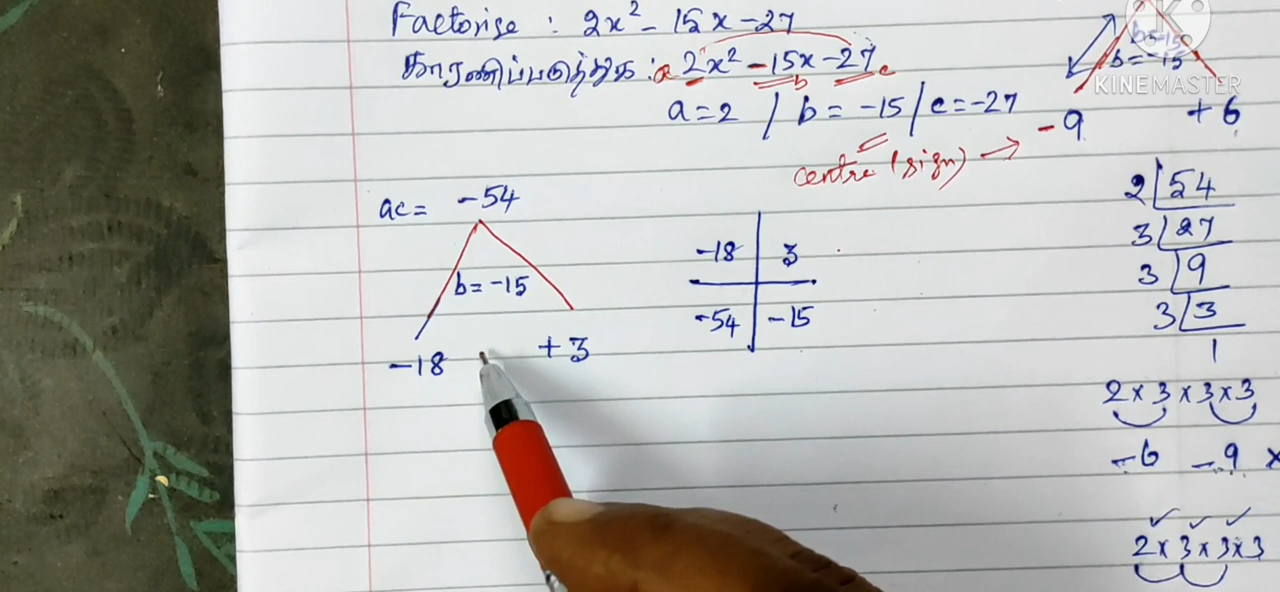 Factorise : 2x² - 15x - 27
காரணிப்படுத்துக : a 2x² - 15x - 27 c
b
a = 2 / b = -15 / c = -27
centre (sign) →
b = -15
KINEMASTER
-9 +6
ac = -54
b = -15
-18 +3
-18 | 3
-54 | -15
2 | 54
3 | 27
3 | 9
3 | 3
1
2 × 3 × 3 × 3
-6 -9 ×
✓ ✓ ✓
2 × 3 × 3 × 3